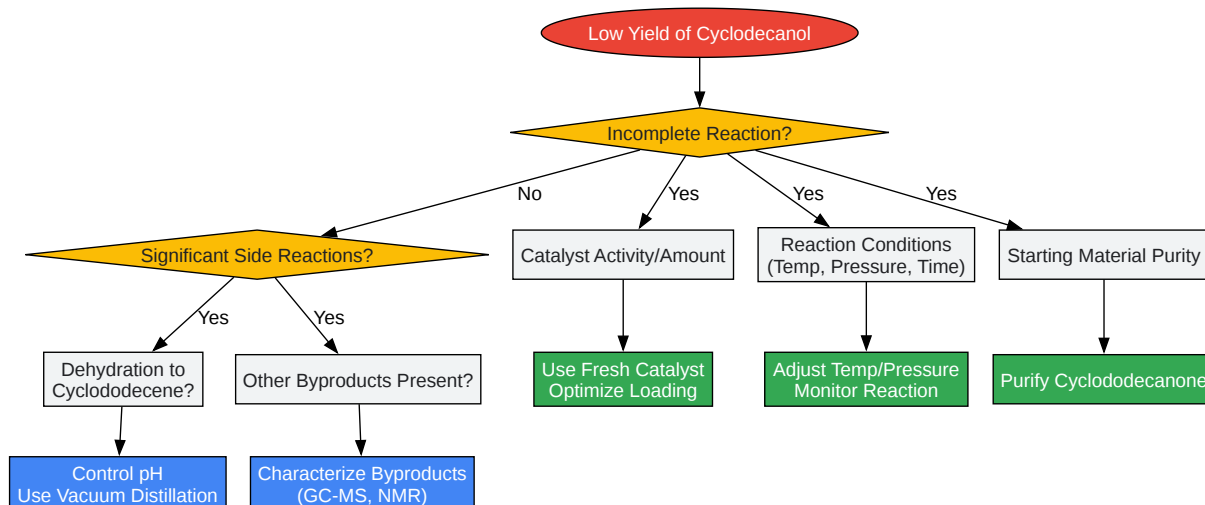 Low Yield of Cyclodecanol
Incomplete Reaction?
No
Yes
Yes
Yes
Significant Side Reactions?
Catalyst Activity/Amount
Reaction Conditions
(Temp, Pressure, Time)
Starting Material Purity
Yes
Yes
Dehydration to
Cyclododecene?
Other Byproducts Present?
Use Fresh Catalyst
Optimize Loading
Adjust Temp/Pressure
Monitor Reaction
Purify Cyclododecanone
Control pH
Use Vacuum Distillation
Characterize Byproducts
(GC-MS, NMR)